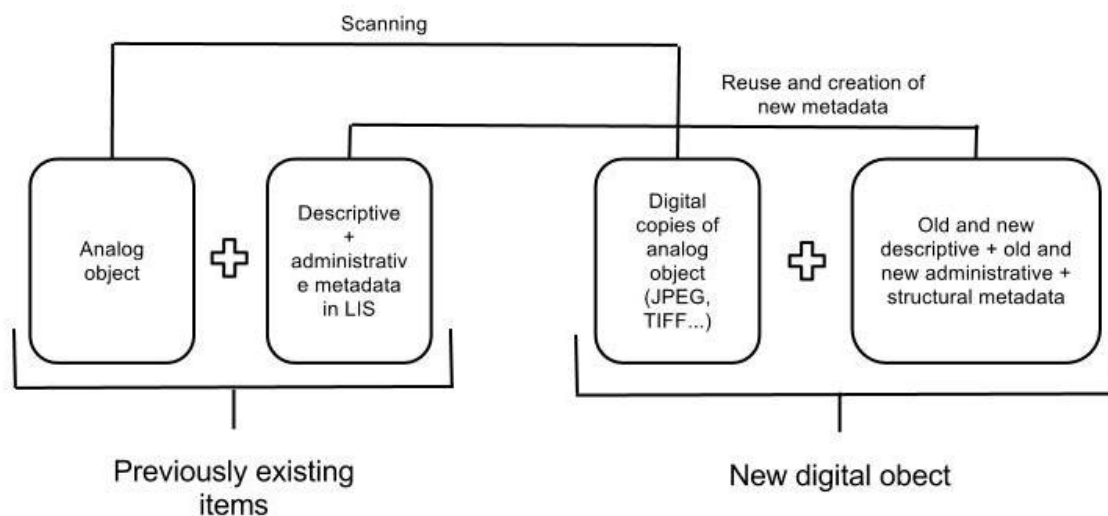 Scanning
Reuse and creation of
new metadata
Analog
object
Descriptive
+
administrativ
e metadata
in LIS
Digital
copies of
analog
object
(JPEG,
TIFF...)
Old and new
descriptive + old and
new administrative +
structural metadata
Previously existing
items
New digital obect